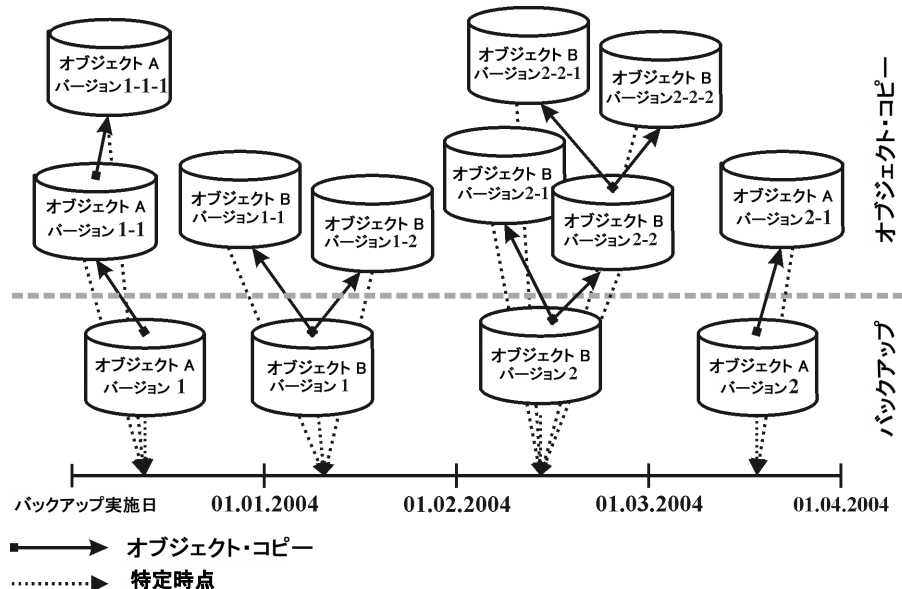 オブジェクト A
バージョン1-1-1
オブジェクト B
バージョン2-2-1
オブジェクト B
バージョン2-2-2
オブジェクト・コピー
オブジェクト A
バージョン 1-1
オブジェクト B
バージョン1-1
オブジェクト B
バージョン1-2
オブジェクト B
バージョン2-1
オブジェクト B
バージョン2-2
オブジェクト A
バージョン2-1
オブジェクト A
バージョン 1
オブジェクト B
バージョン 1
オブジェクト B
バージョン 2
オブジェクト A
バージョン2
バックアップ
バックアップ実施日
01.01.2004
01.02.2004
01.03.2004
01.04.2004
オブジェクト・コピー
特定時点